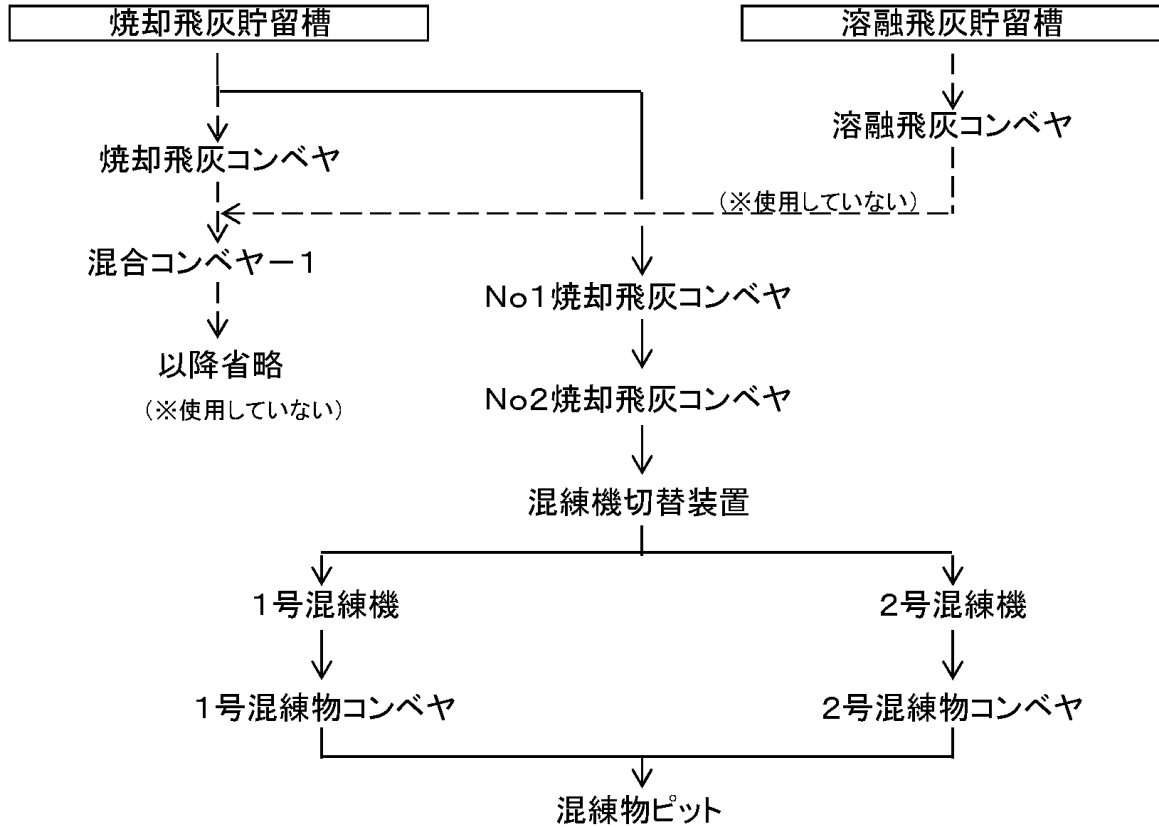 焼却飛灰貯留槽
溶融飛灰貯留槽
溶融飛灰コンベヤ
焼却飛灰コンベヤ
（※使用していない）
混合コンベヤー１
Ｎｏ１焼却飛灰コンベヤ
以降省略
Ｎｏ２焼却飛灰コンベヤ
（※使用していない）
混練機切替装置
１号混練機
２号混練機
１号混練物コンベヤ
２号混練物コンベヤ
混練物ピット